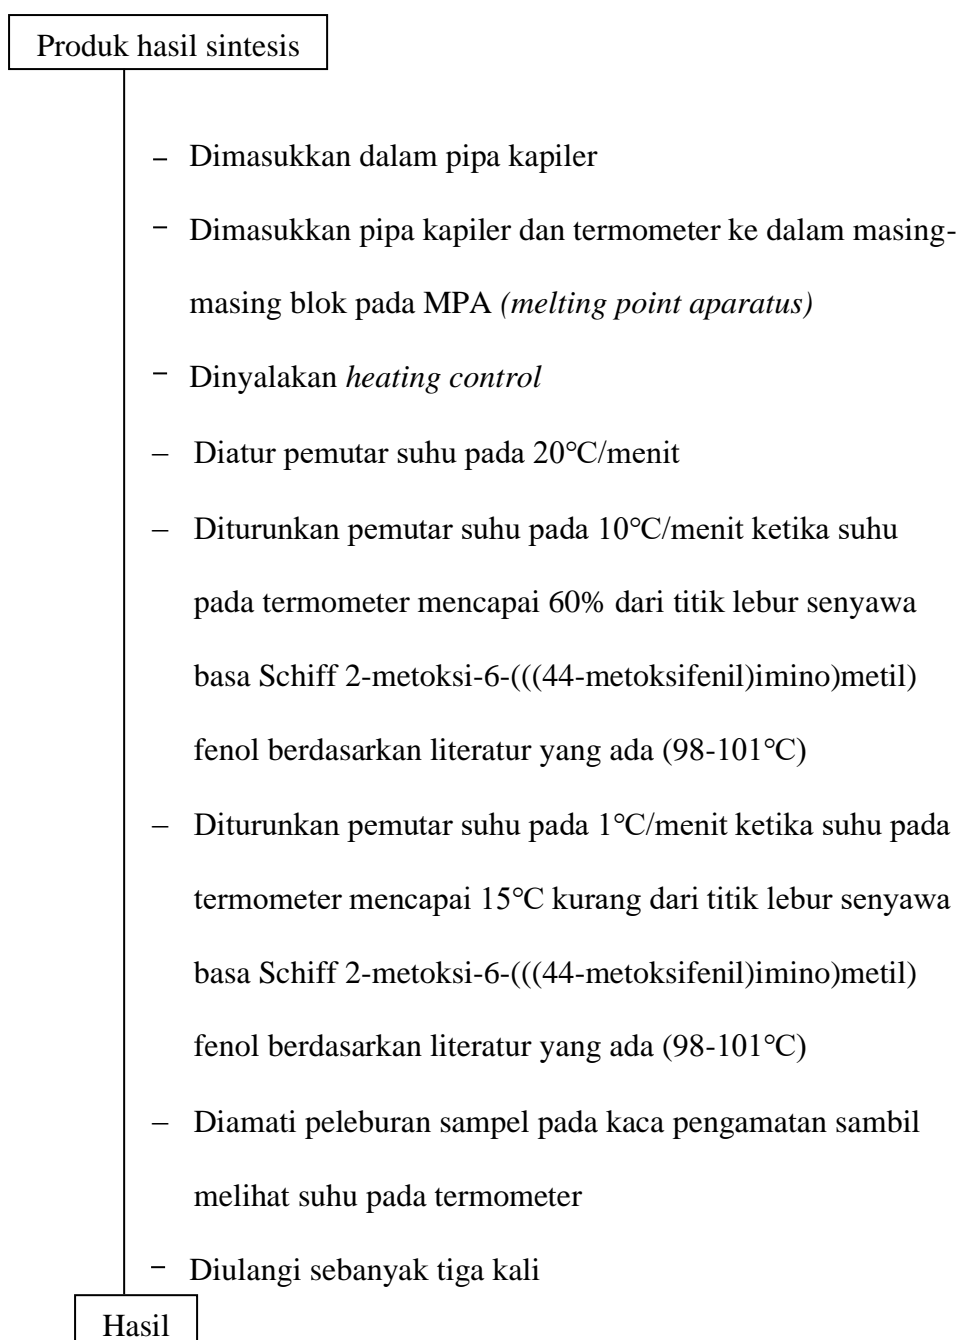 Produk hasil sintesis
– Dimasukkan dalam pipa kapiler
– Dimasukkan pipa kapiler dan termometer ke dalam masing-
masing blok pada MPA (melting point aparatus)
– Dinyalakan heating control
– Diatur pemutar suhu pada 20°C/menit
– Diturunkan pemutar suhu pada 10°C/menit ketika suhu
pada termometer mencapai 60% dari titik lebur senyawa
basa Schiff 2-metoksi-6-(((44-metoksifenil)imino)metil)
fenol berdasarkan literatur yang ada (98-101°C)
– Diturunkan pemutar suhu pada 1°C/menit ketika suhu pada
termometer mencapai 15°C kurang dari titik lebur senyawa
basa Schiff 2-metoksi-6-(((44-metoksifenil)imino)metil)
fenol berdasarkan literatur yang ada (98-101°C)
– Diamati peleburan sampel pada kaca pengamatan sambil
melihat suhu pada termometer
– Diulangi sebanyak tiga kali
Hasil